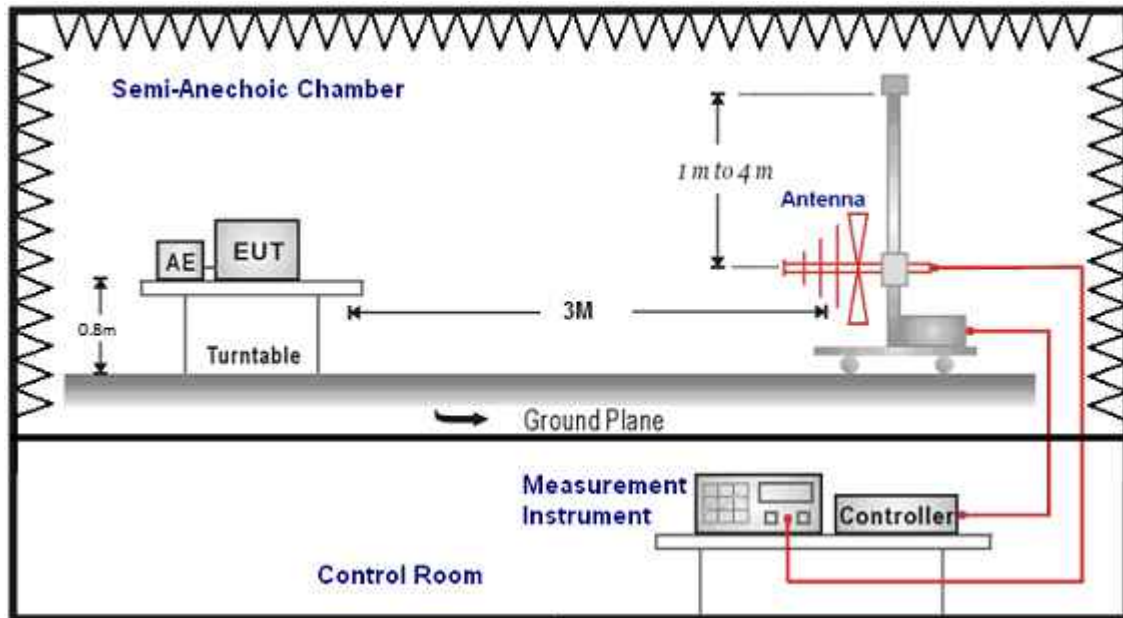 Semi-Anechoic Chamber
1 m to 4 m
Antenna
AE
EUT
0.8m
3M
Turntable
Ground Plane
Measurement
Instrument
Controller
Control Room